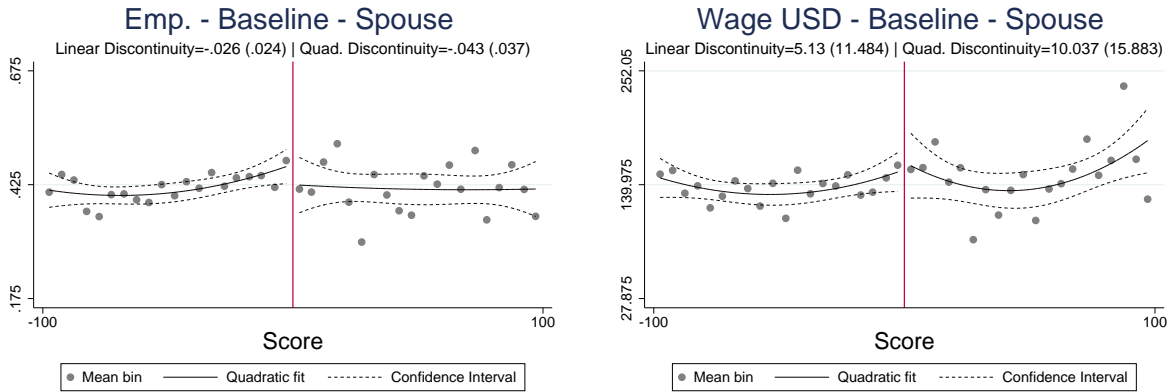 Emp. - Baseline - Spouse
Linear Discontinuity=-.026 (.024) | Quad. Discontinuity=-.043 (.037)
.675
.425
.175
-100
100
Score
Mean bin
Quadratic fit
Confidence Interval
Wage USD - Baseline - Spouse
Linear Discontinuity=5.13 (11.484) | Quad. Discontinuity=10.037 (15.883)
252.05
139.975
27.875
-100
100
Score
Mean bin
Quadratic fit
Confidence Interval